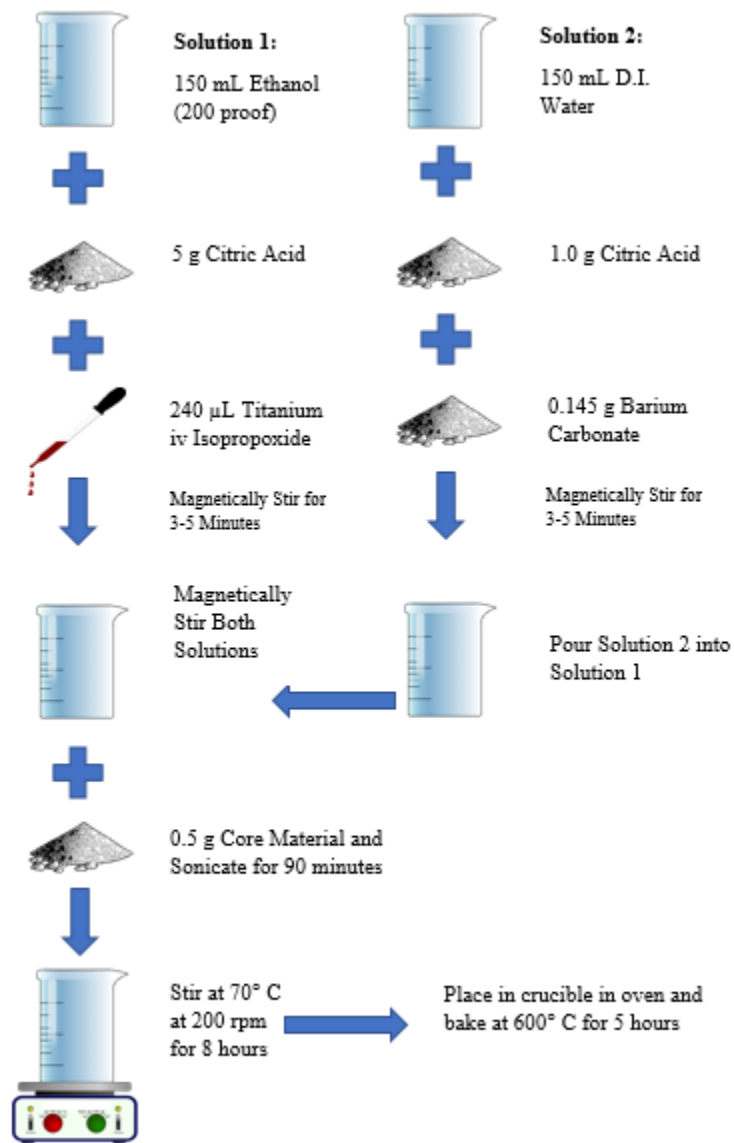 Solution 1:
150 mL Ethanol
(200 proof)
Solution 2:
150 mL D.I.
Water
5 g Citric Acid
1.0 g Citric Acid
240 µL Titanium
iv Isopropoxide
0.145 g Barium
Carbonate
Magnetically Stir for
3-5 Minutes
Magnetically Stir for
3-5 Minutes
Magnetically
Stir Both
Solutions
Pour Solution 2 into
Solution 1
0.5 g Core Material and
Sonicate for 90 minutes
Stir at 70° C
at 200 rpm
for 8 hours
Place in crucible in oven and
bake at 600° C for 5 hours